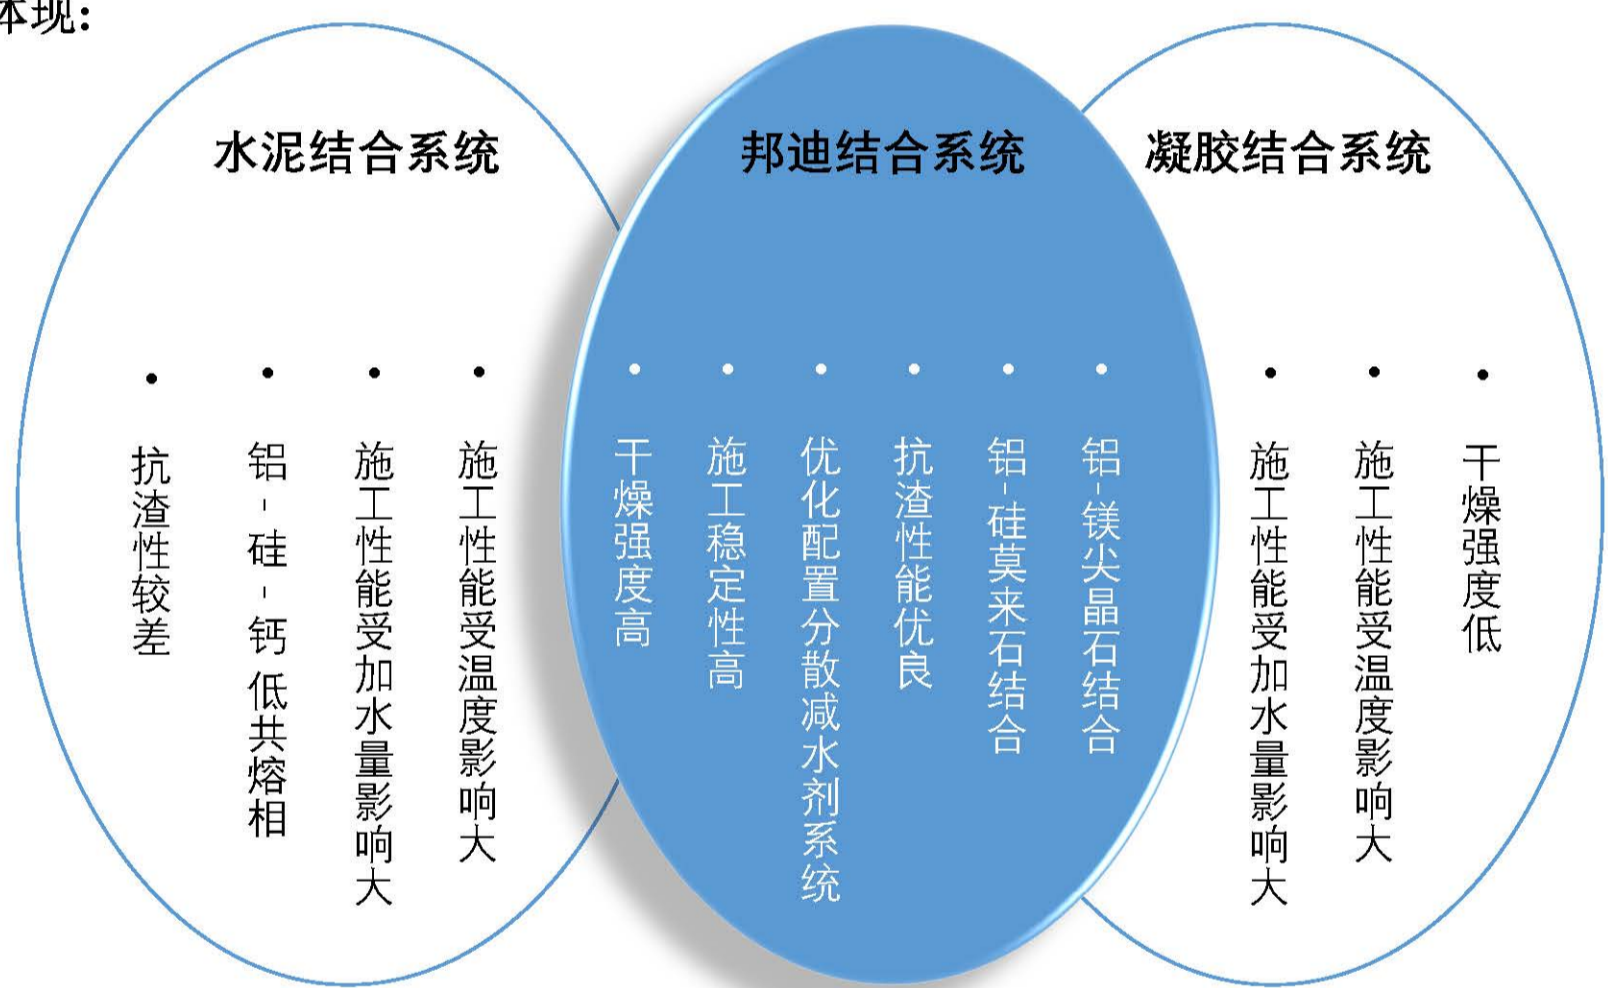 体现:
水泥结合系统
• 抗渣性较差
• 铝-硅-钙低共熔相
• 施工性能受加水量影响大
• 施工性能受温度影响大
邦迪结合系统
• 干燥强度高
• 施工稳定性高
• 优化配置分散减水剂系统
• 抗渣性能优良
• 铝-硅莫来石结合
• 铝-镁尖晶石结合
凝胶结合系统
• 施工性能受加水量影响大
• 施工性能受温度影响大
• 干燥强度低